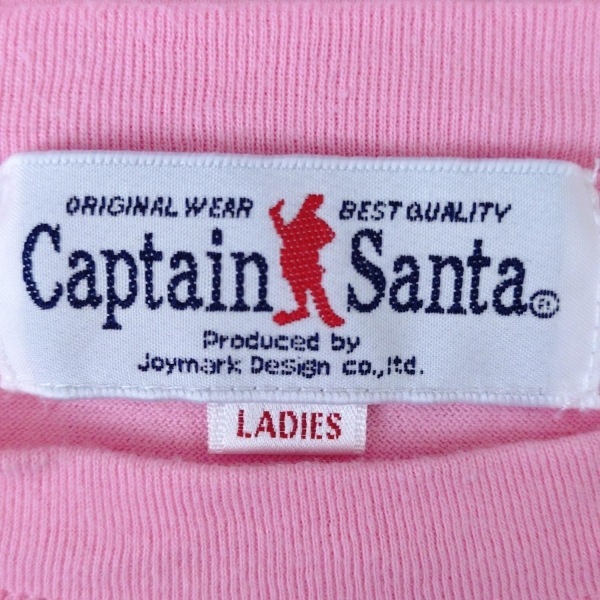 ORIGINAL WEAR BEST QUALITY
Captain Santa®
Produced by
Joymark Design co.,ltd.
LADIES